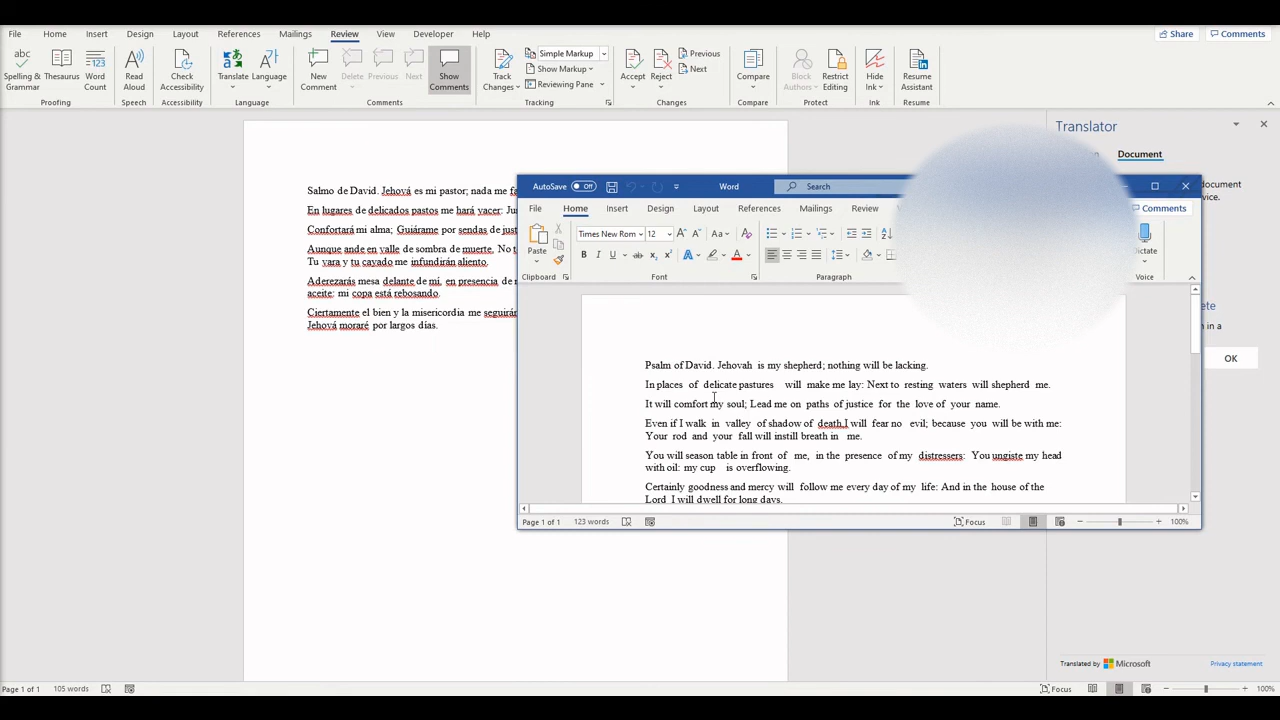 File Home Insert Design Layout References Mailings Review View Developer Help Share Comments
Spelling & Grammar Thesaurus Word Count Read Aloud Check Accessibility Translate Language New Comment Delete Previous Next Show Comments Track Changes Simple Markup Show Markup Reviewing Pane Accept Reject Previous Next Compare Block Authors Restrict Editing Hide Ink Resume Assistant
Proofing Speech Accessibility Language Comments Tracking Changes Compare Protect Ink Resume
Translator
Document
document
OK
Translated by Microsoft Privacy statement
Salmo de David. Jehová es mi pastor; nada me
En lugares de delicados pastos me hará yacer:
Confortará mi alma; Guiárame por sendas de
Aunque ande en valle de sombra de muerte, No
Tu vara y tu cayado me infundirán aliento.
Aderezarás mesa delante de mí, en presencia de
aceite: mi copa está rebosando.
Ciertamente el bien y la misericordia me seguirán
Jehová moraré por largos días.
AutoSave Off Word Search
File Home Insert Design Layout References Mailings Review Comments
Paste Times New Rom 12 Aa Dictate
Clipboard Font Paragraph Voice
Psalm of David. Jehovah is my shepherd; nothing will be lacking.
In places of delicate pastures will make me lay: Next to resting waters will shepherd me.
It will comfort my soul; Lead me on paths of justice for the love of your name.
Even if I walk in valley of shadow of death,I will fear no evil; because you will be with me:
Your rod and your fall will instill breath in me.
You will season table in front of me, in the presence of my distressers: You ungiste my head
with oil: my cup is overflowing.
Certainly goodness and mercy will follow me every day of my life: And in the house of the
Lord I will dwell for long days.
Page 1 of 1 123 words Focus 100%
Page 1 of 1 105 words Focus 100%